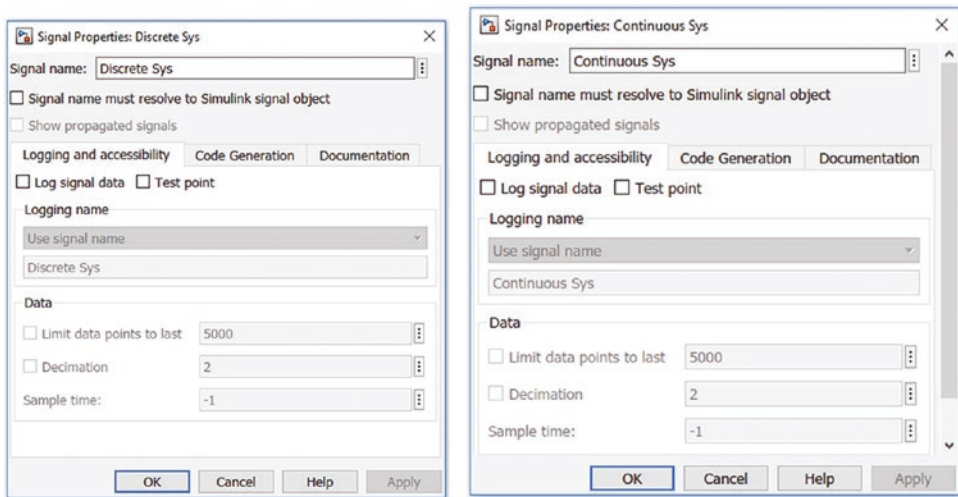 Signal Properties: Discrete Sys
Signal name: Discrete Sys
Signal name must resolve to Simulink signal object
Show propagated signals
Logging and accessibility Code Generation Documentation
Log signal data Test point
Logging name
Use signal name
Discrete Sys
Data
Limit data points to last 5000
Decimation 2
Sample time: -1
OK Cancel Help Apply
Signal Properties: Continuous Sys
Signal name: Continuous Sys
Signal name must resolve to Simulink signal object
Show propagated signals
Logging and accessibility Code Generation Documentation
Log signal data Test point
Logging name
Use signal name
Continuous Sys
Data
Limit data points to last 5000
Decimation 2
Sample time: -1
OK Cancel Help Apply